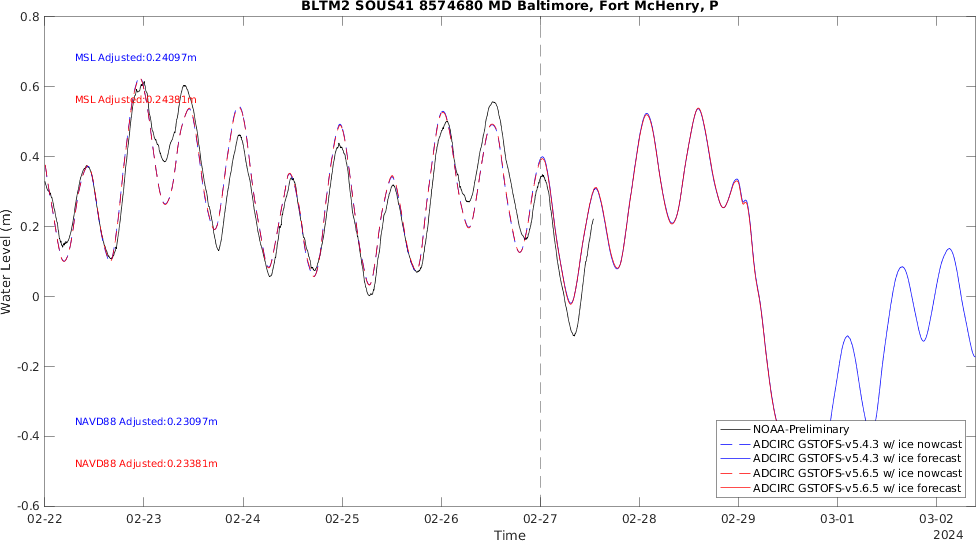 BLTM2 SOUS41 8574680 MD Baltimore, Fort McHenry, P
0.8
MSL Adjusted:0.24097m
0.6
MSL Adjusted:0.24381m
0.4
0.2
Water Level (m)
0
-0.2
-0.4
NAVD88 Adjusted:0.23097m
NAVD88 Adjusted:0.23381m
-0.6
NOAA-Preliminary
ADCIRC GSTOFS-v5.4.3 w/ ice nowcast
ADCIRC GSTOFS-v5.4.3 w/ ice forecast
ADCIRC GSTOFS-v5.6.5 w/ ice nowcast
ADCIRC GSTOFS-v5.6.5 w/ ice forecast
02-22 02-23 02-24 02-25 02-26 02-27 02-28 02-29 03-01 03-02
Time
2024